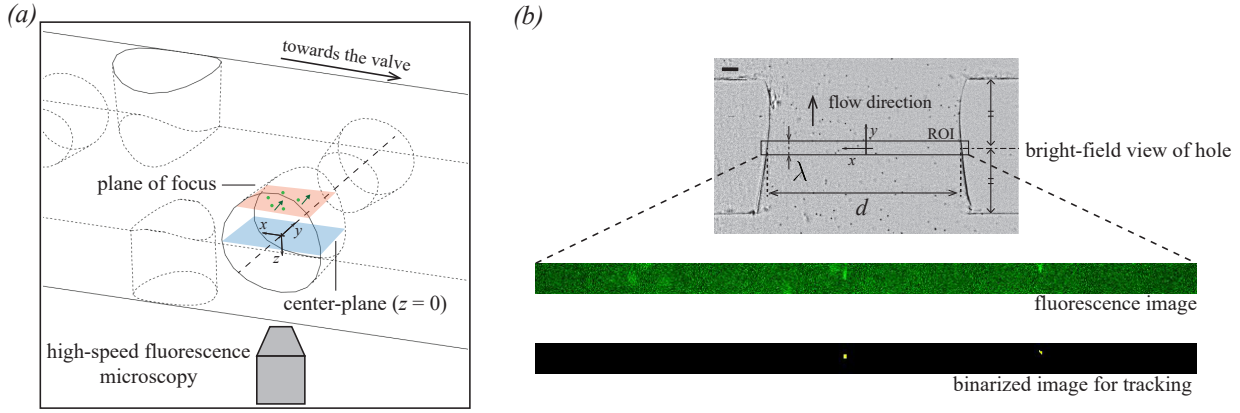 (a)
towards the valve
plane of focus
x
y
z
center-plane (z = 0)
high-speed fluorescence
microscopy
(b)
flow direction
y
ROI
x
λ
bright-field view of hole
d
fluorescence image
binarized image for tracking